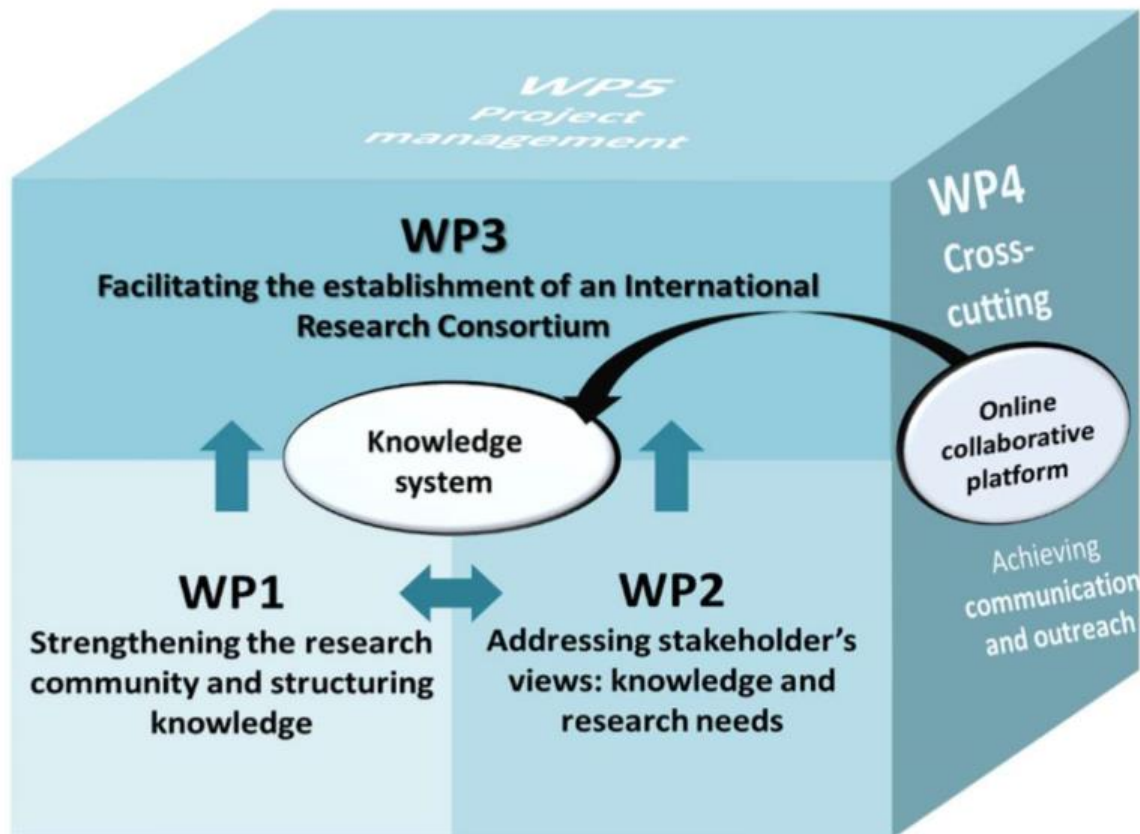 WP5
Project
management
WP3
Facilitating the establishment of an International
Research Consortium
WP4
Cross-
cutting
Knowledge
system
Online
collaborative
platform
WP1
Strengthening the research
community and structuring
knowledge
WP2
Addressing stakeholder's
views: knowledge and
research needs
Achieving
communication
and outreach